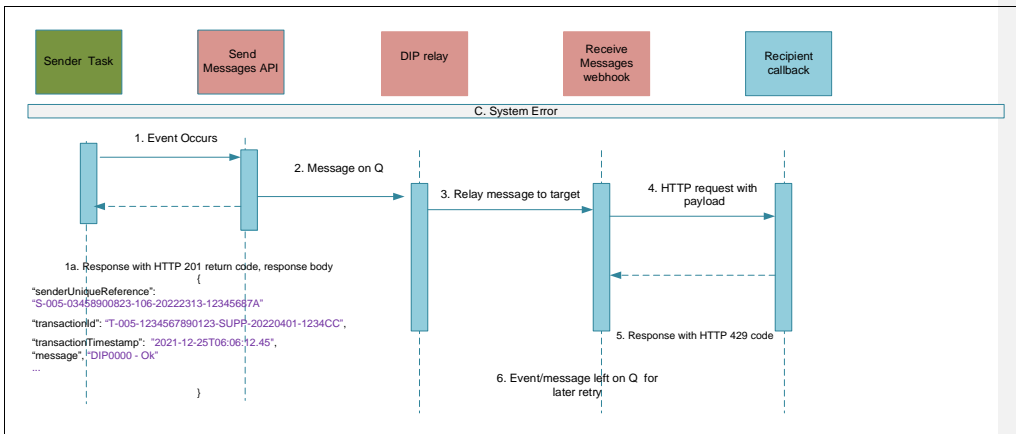 Sender Task
Send
Messages API
DIP relay
Receive
Messages
webhook
Recipient
callback
C. System Error
1. Event Occurs
2. Message on Q
3. Relay message to target
4. HTTP request with
payload
1a. Response with HTTP 201 return code, response body
{
“senderUniqueReference”:
“S-005-03458900823-106-20222313-12345687A”
“transactionId”: “T-005-1234567890123-SUPP-20220401-1234CC”,
“transactionTimestamp”: “2021-12-25T06:06:12.45”,
“message”, “DIP0000 - Ok”
...
}
5. Response with HTTP 429 code
6. Event/message left on Q for
later retry